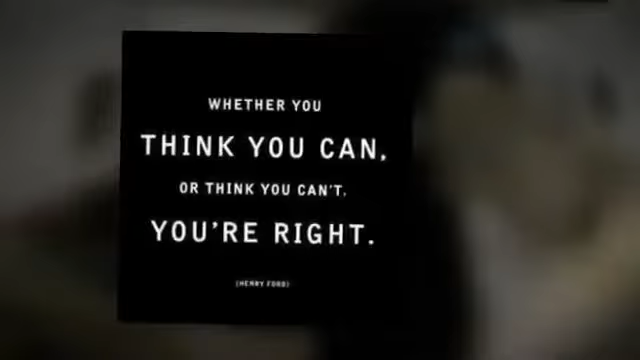 WHETHER YOU
THINK YOU CAN,
OR THINK YOU CAN'T,
YOU'RE RIGHT.
(HENRY FORD)